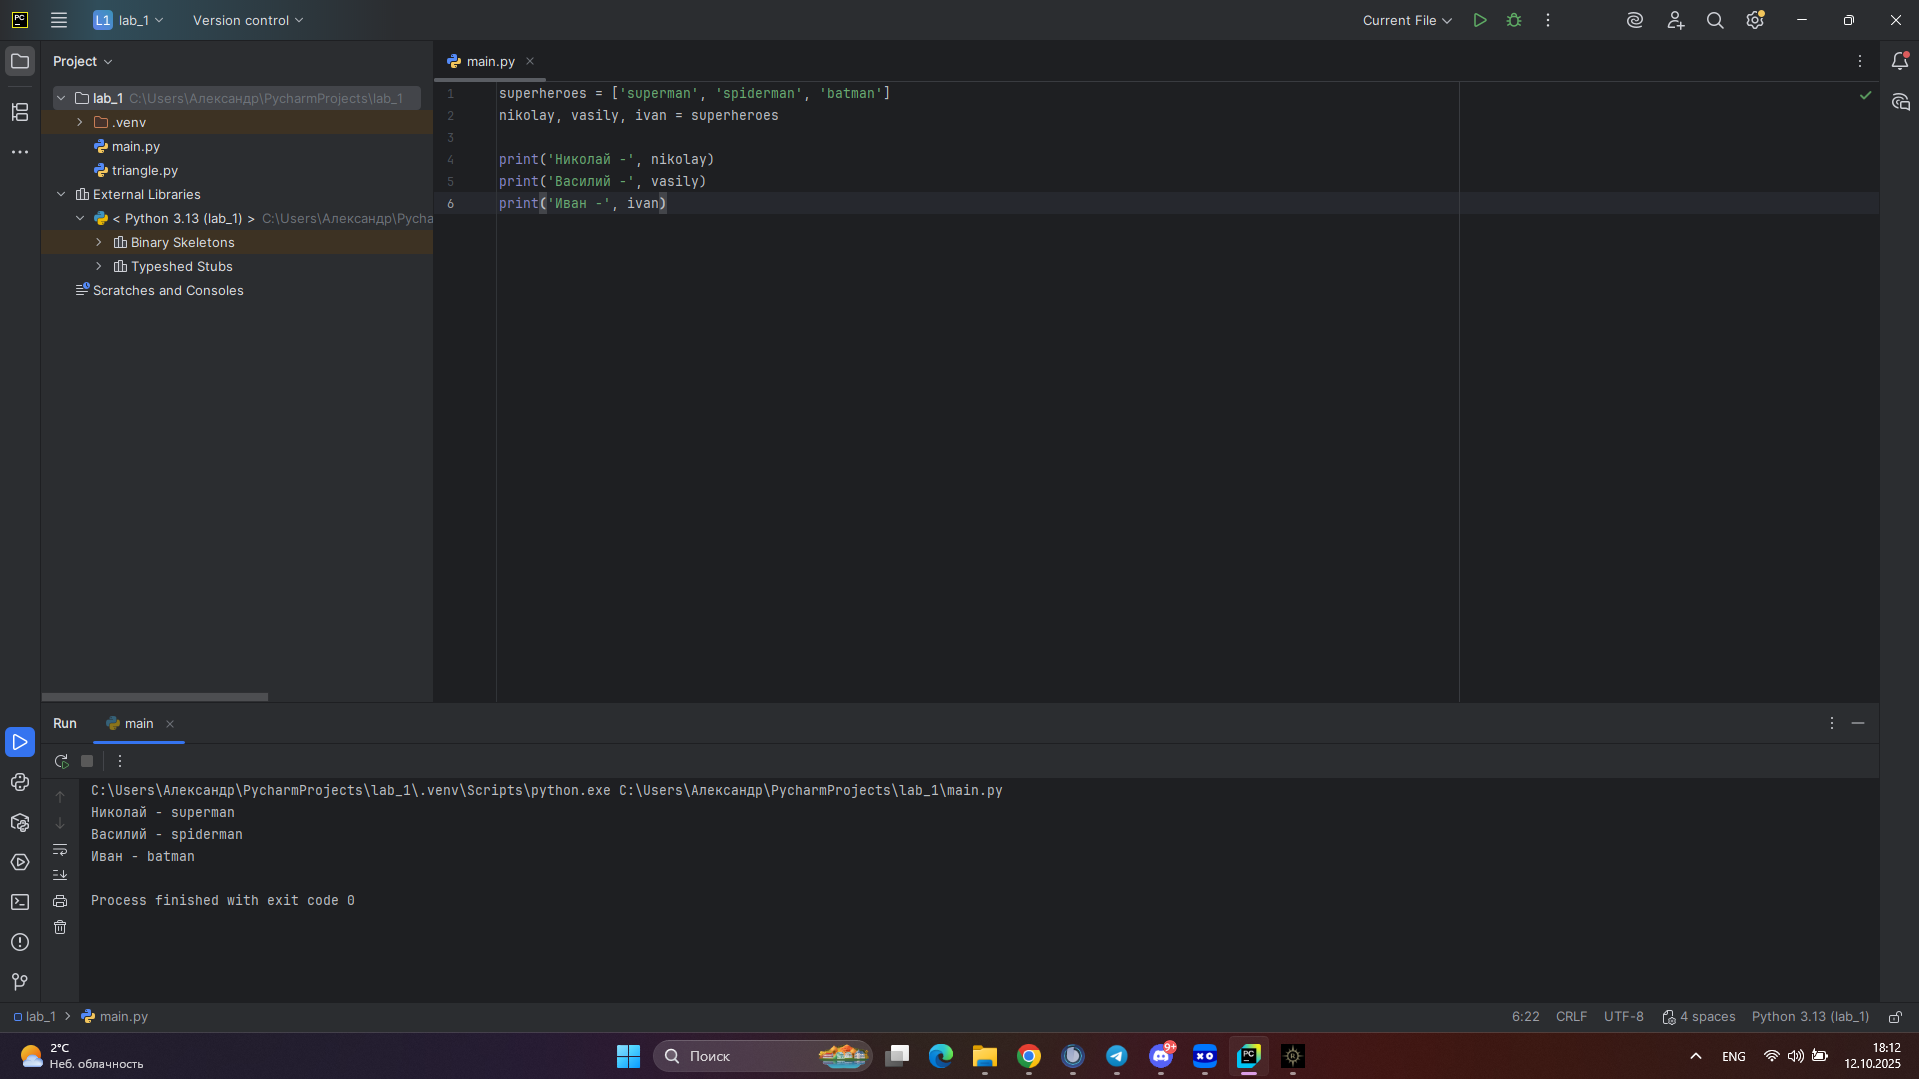 PC L1 lab_1 Version control Current File
Project
main.py
lab_1 C:\Users\Александр\PycharmProjects\lab_1
.venv
main.py
triangle.py
External Libraries
< Python 3.13 (lab_1) > C:\Users\Александр\Pycha
Binary Skeletons
Typeshed Stubs
Scratches and Consoles
1 superheroes = ['superman', 'spiderman', 'batman']
2 nikolay, vasily, ivan = superheroes
3
4 print('Николай -', nikolay)
5 print('Василий -', vasily)
6 print('Иван -', ivan)
Run main
C:\Users\Александр\PycharmProjects\lab_1\.venv\Scripts\python.exe C:\Users\Александр\PycharmProjects\lab_1\main.py
Николай - superman
Василий - spiderman
Иван - batman
Process finished with exit code 0
lab_1 > main.py 6:22 CRLF UTF-8 4 spaces Python 3.13 (lab_1)
2°C
Неб. облачность
Поиск
9+
XO
PC
ENG
18:12
12.10.2025